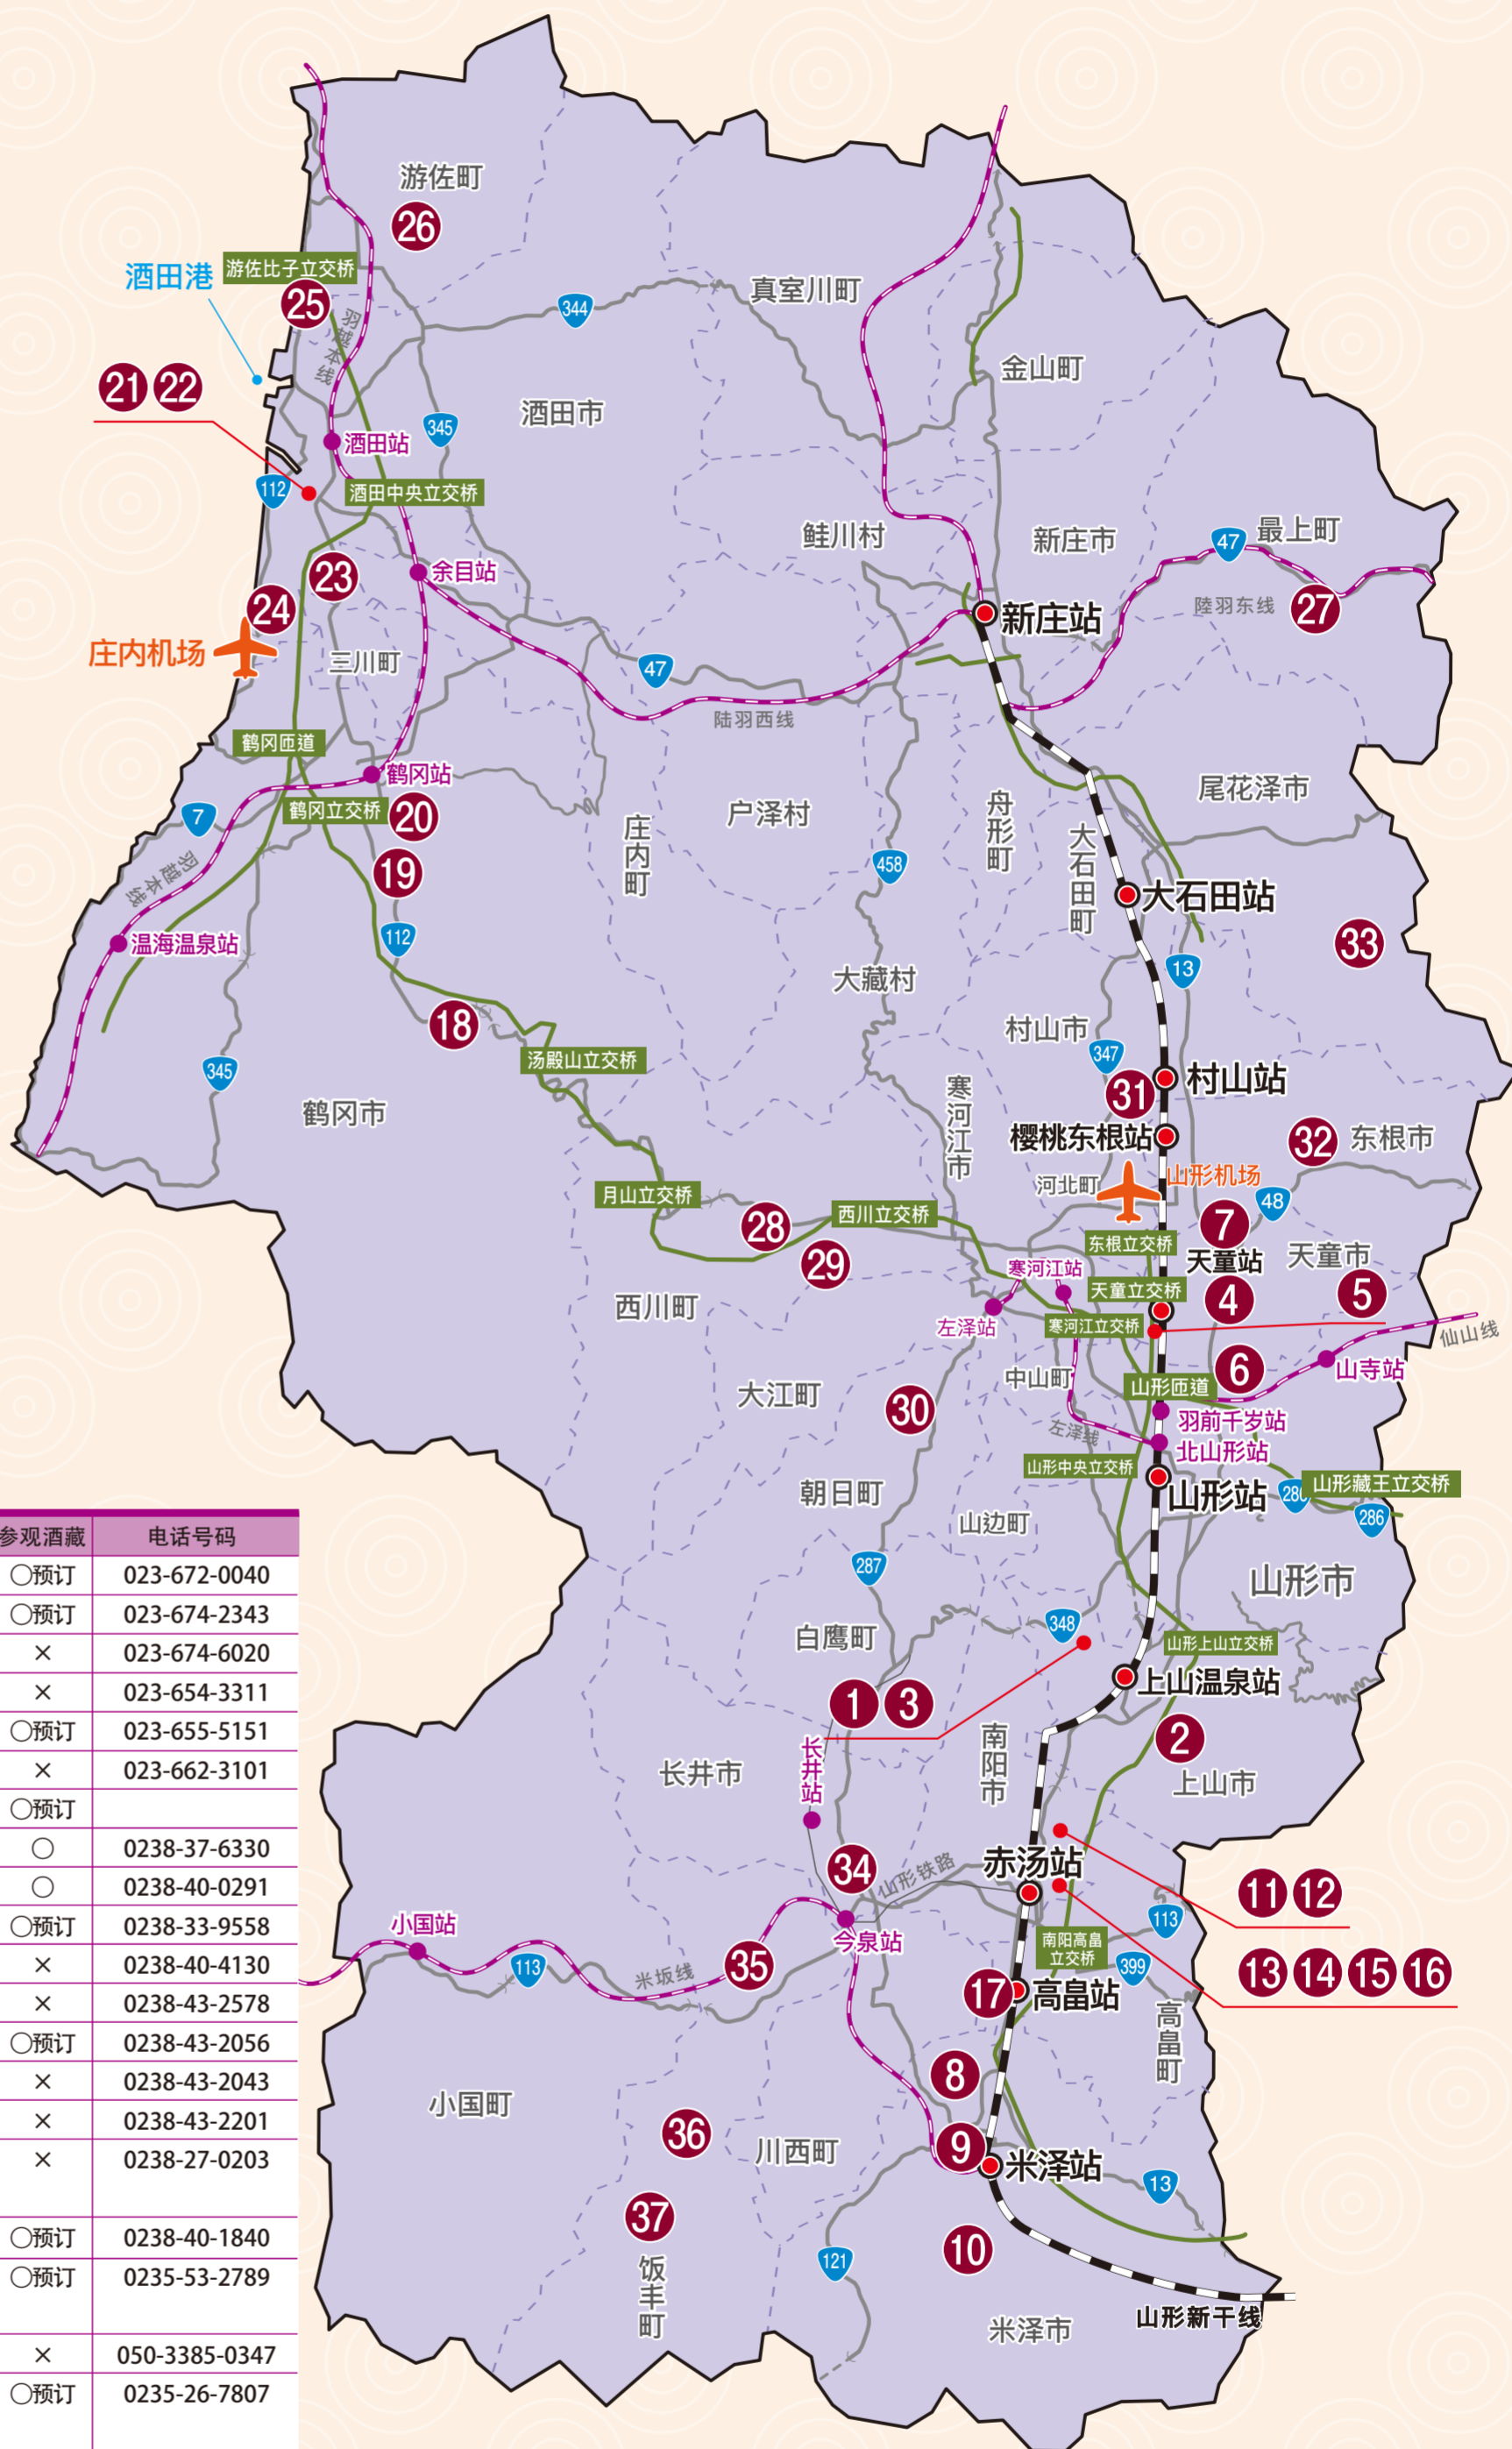 游佐町
26
酒田港
游佐比子立交桥
25
羽越本线
344
真室川町
金山町
21 22
345
酒田市
酒田站
112
酒田中央立交桥
鲑川村
新庄市
47
最上町
23
余目站
24
新庄站
陸羽东线
27
庄内机场
三川町
47
陆羽西线
鹤冈匝道
鹤冈站
尾花泽市
7
鹤冈立交桥
20
户泽村
舟形町
庄内町
大石田町
羽越本线
19
458
大石田站
温海温泉站
112
33
13
大藏村
18
村山市
汤殿山立交桥
347
345
寒河江市
村山站
31
鹤冈市
樱桃东根站
32
东根市
河北町
山形机场
月山立交桥
48
28
西川立交桥
7
东根立交桥
天童站
天童市
29
寒河江站
天童立交桥
4
5
西川町
左泽站
寒河江立交桥
仙山线
6
山寺站
中山町
大江町
山形匝道
30
羽前千岁站
左泽线
北山形站
山形中央立交桥
朝日町
山形站
286
山形藏王立交桥
286
山边町
287
山形市
白鹰町
348
山形上山立交桥
上山温泉站
1 3
南阳市
2
长井站
长井市
上山市
34
山形铁路
赤汤站
11 12
小国站
今泉站
南阳高畠
立交桥
113
113
米坂线
35
399
13 14 15 16
17
高畠站
高畠町
8
小国町
36
川西町
9
米泽站
13
37
10
饭丰町
121
山形新干线
米泽市
参观酒藏 电话号码
○预订 023-672-0040
○预订 023-674-2343
× 023-674-6020
× 023-654-3311
○预订 023-655-5151
× 023-662-3101
○预订
○ 0238-37-6330
○ 0238-40-0291
○预订 0238-33-9558
× 0238-40-4130
× 0238-43-2578
○预订 0238-43-2056
× 0238-43-2043
× 0238-43-2201
× 0238-27-0203
○预订 0238-40-1840
○预订 0235-53-2789
× 050-3385-0347
○预订 0235-26-7807